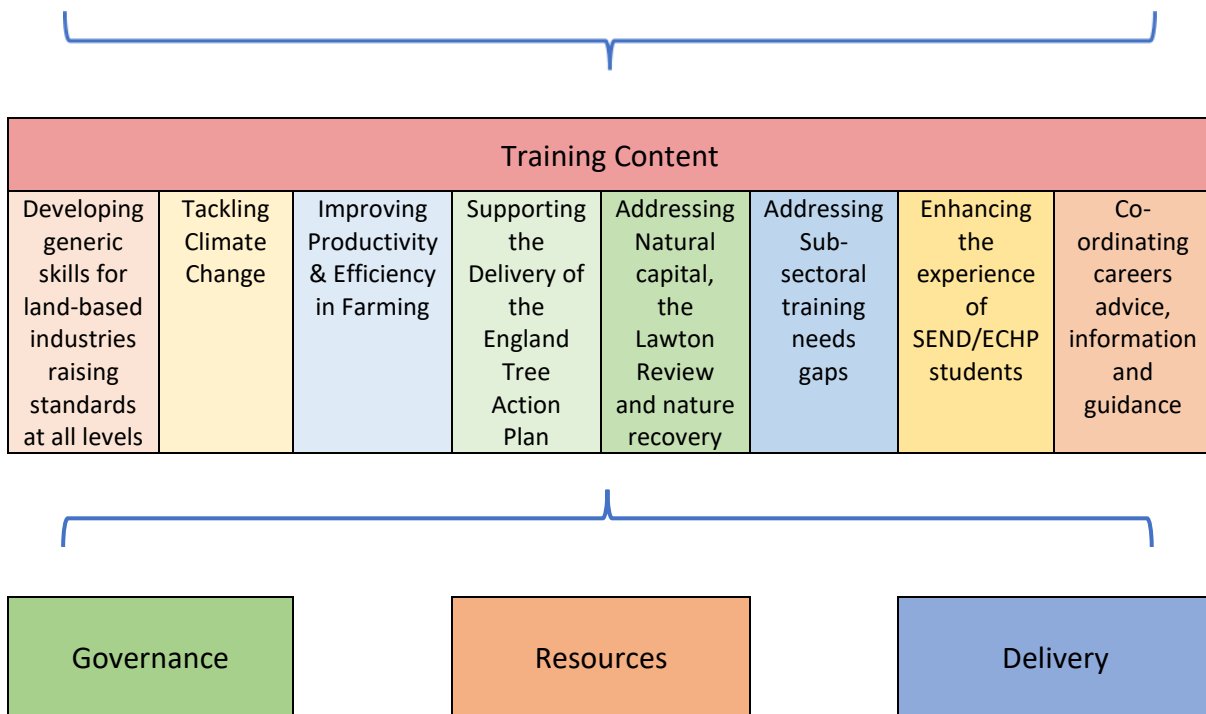 Training Content
Developing
generic
skills for
land-based
industries
raising
standards
at all levels
Tackling
Climate
Change
Improving
Productivity
& Efficiency
in Farming
Supporting
the
Delivery of
the
England
Tree
Action
Plan
Addressing
Natural
capital,
the
Lawton
Review
and nature
recovery
Addressing
Sub-
sectoral
training
needs
gaps
Enhancing
the
experience
of
SEND/ECHP
students
Co-
ordinating
careers
advice,
information
and
guidance
Governance
Resources
Delivery